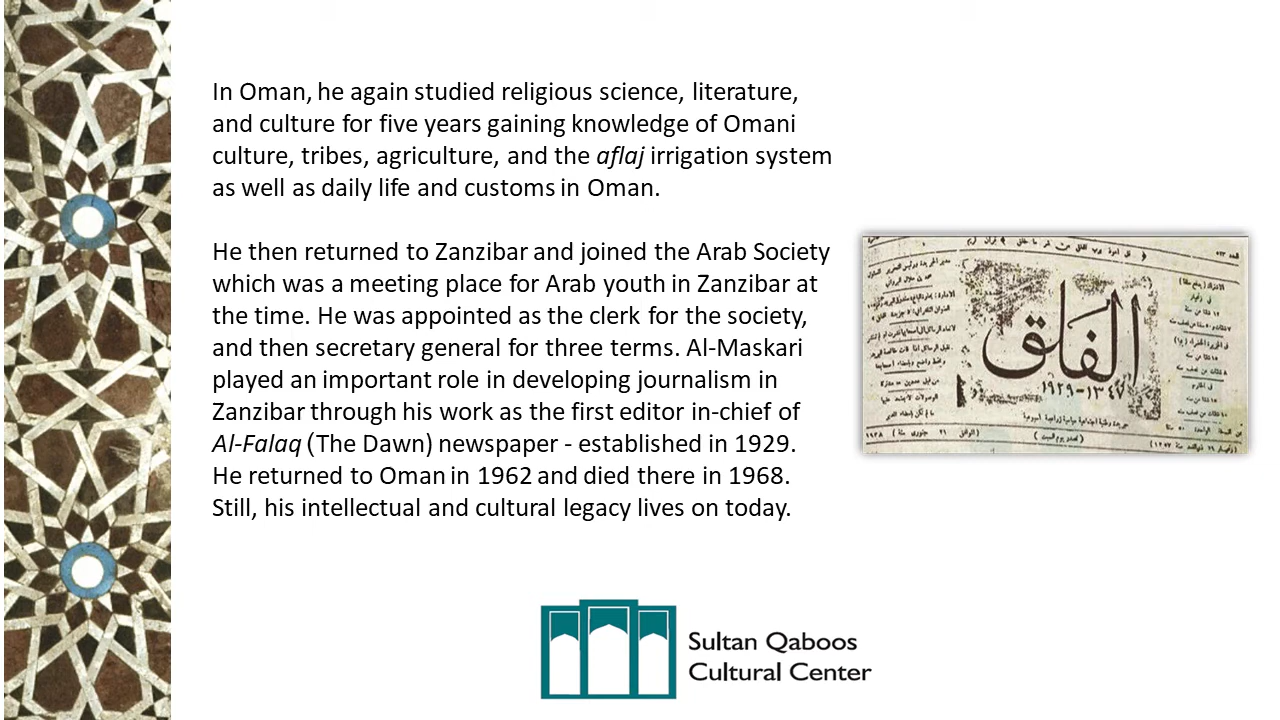 In Oman, he again studied religious science, literature,
and culture for five years gaining knowledge of Omani
culture, tribes, agriculture, and the aflaj irrigation system
as well as daily life and customs in Oman.
He then returned to Zanzibar and joined the Arab Society
which was a meeting place for Arab youth in Zanzibar at
the time. He was appointed as the clerk for the society,
and then secretary general for three terms. Al-Maskari
played an important role in developing journalism in
Zanzibar through his work as the first editor in-chief of
Al-Falaq (The Dawn) newspaper - established in 1929.
He returned to Oman in 1962 and died there in 1968.
Still, his intellectual and cultural legacy lives on today.
الفلق
١٣٤٧-١٩٢٩
Sultan Qaboos
Cultural Center